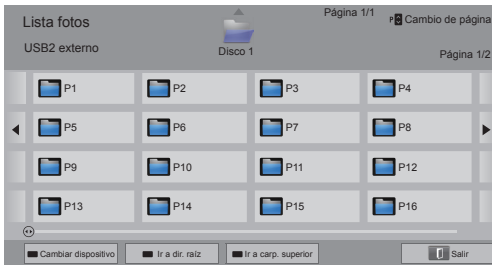 Lista fotos
Página 1/1
P Cambio de página
USB2 externo
Disco 1
Página 1/2
P1 P2 P3 P4
P5 P6 P7 P8
P9 P10 P11 P12
P13 P14 P15 P16
Cambiar dispositivo Ir a dir. raíz Ir a carp. superior Salir